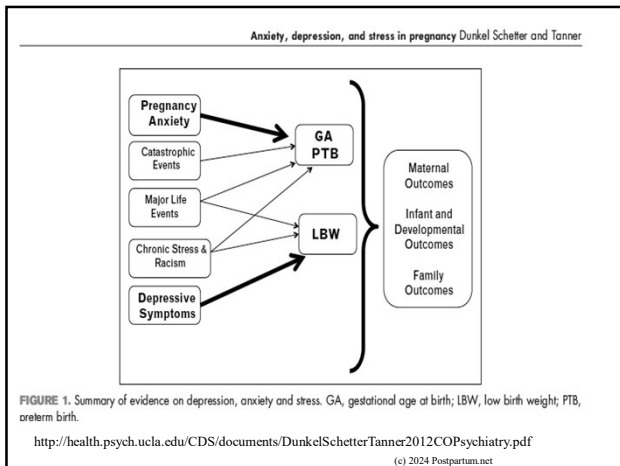 Anxiety, depression, and stress in pregnancy Dunkel Schetter and Tanner
Pregnancy
Anxiety
Catastrophic
Events
Major Life
Events
Chronic Stress &
Racism
Depressive
Symptoms
GA
PTB
LBW
Maternal
Outcomes
Infant and
Developmental
Outcomes
Family
Outcomes
FIGURE 1. Summary of evidence on depression, anxiety and stress. GA, gestational age at birth; LBW, low birth weight; PTB,
preterm birth.
http://health.psych.ucla.edu/CDS/documents/DunkelSchetterTanner2012COPsychiatry.pdf
(c) 2024 Postpartum.net